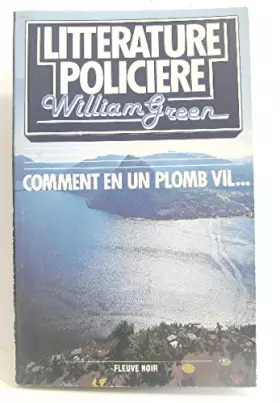 LITTERATURE
POLICIERE
William Green
COMMENT EN UN PLOMB VIL...
FLEUVE NOIR